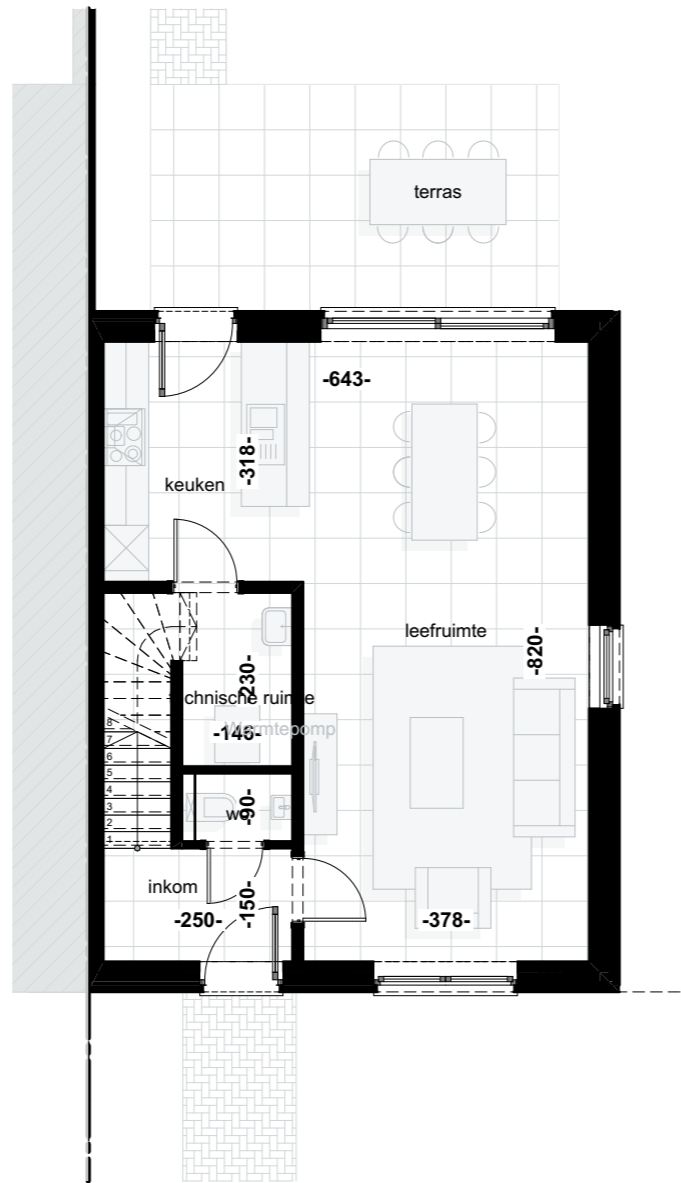 terras
-643-
-318-
keuken
leefruimte
-820-
-230-
chnische ruimte
-146-
Warmtepomp
8
7
6
5
4
3
2
1
-90-
inkom
-250-
-150-
-378-